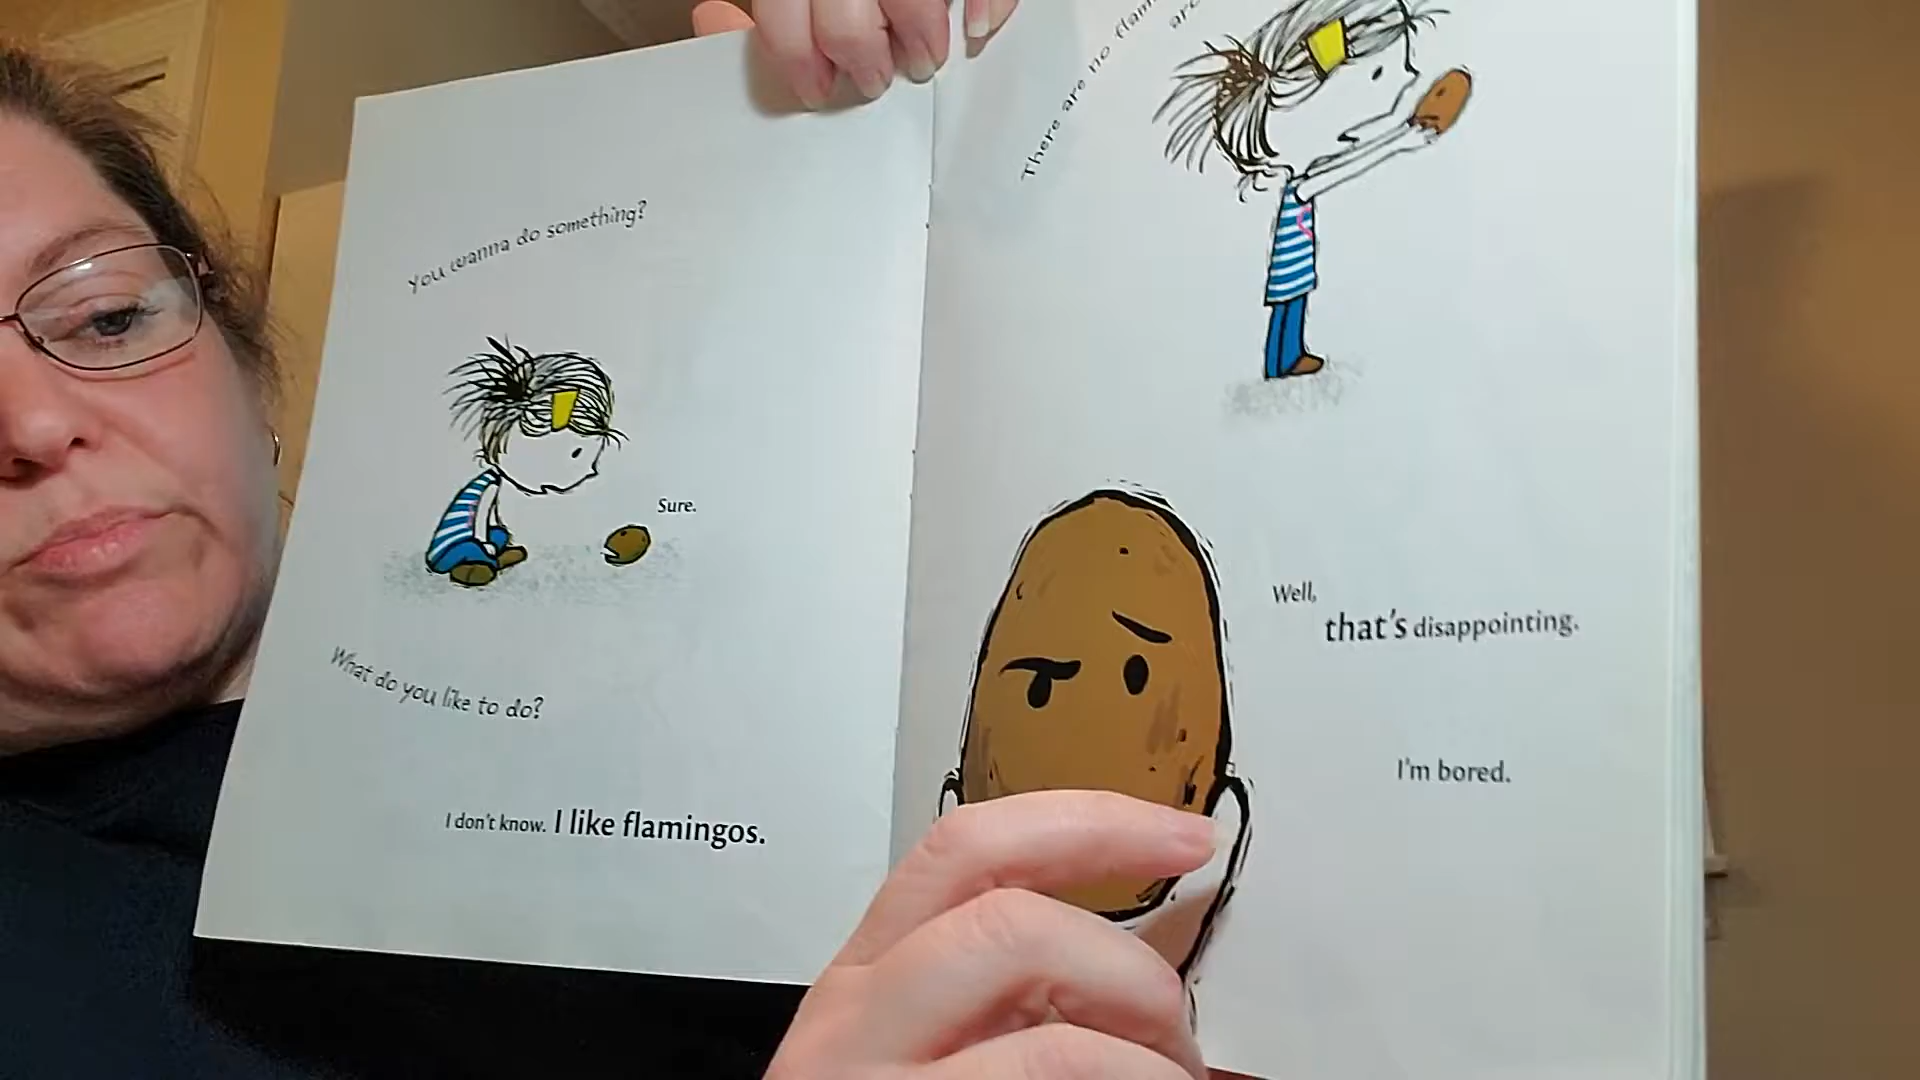 You wanna do something?
Sure.
What do you like to do?
I don't know. I like flamingos.
There are no
Well,
that's disappointing.
I'm bored.